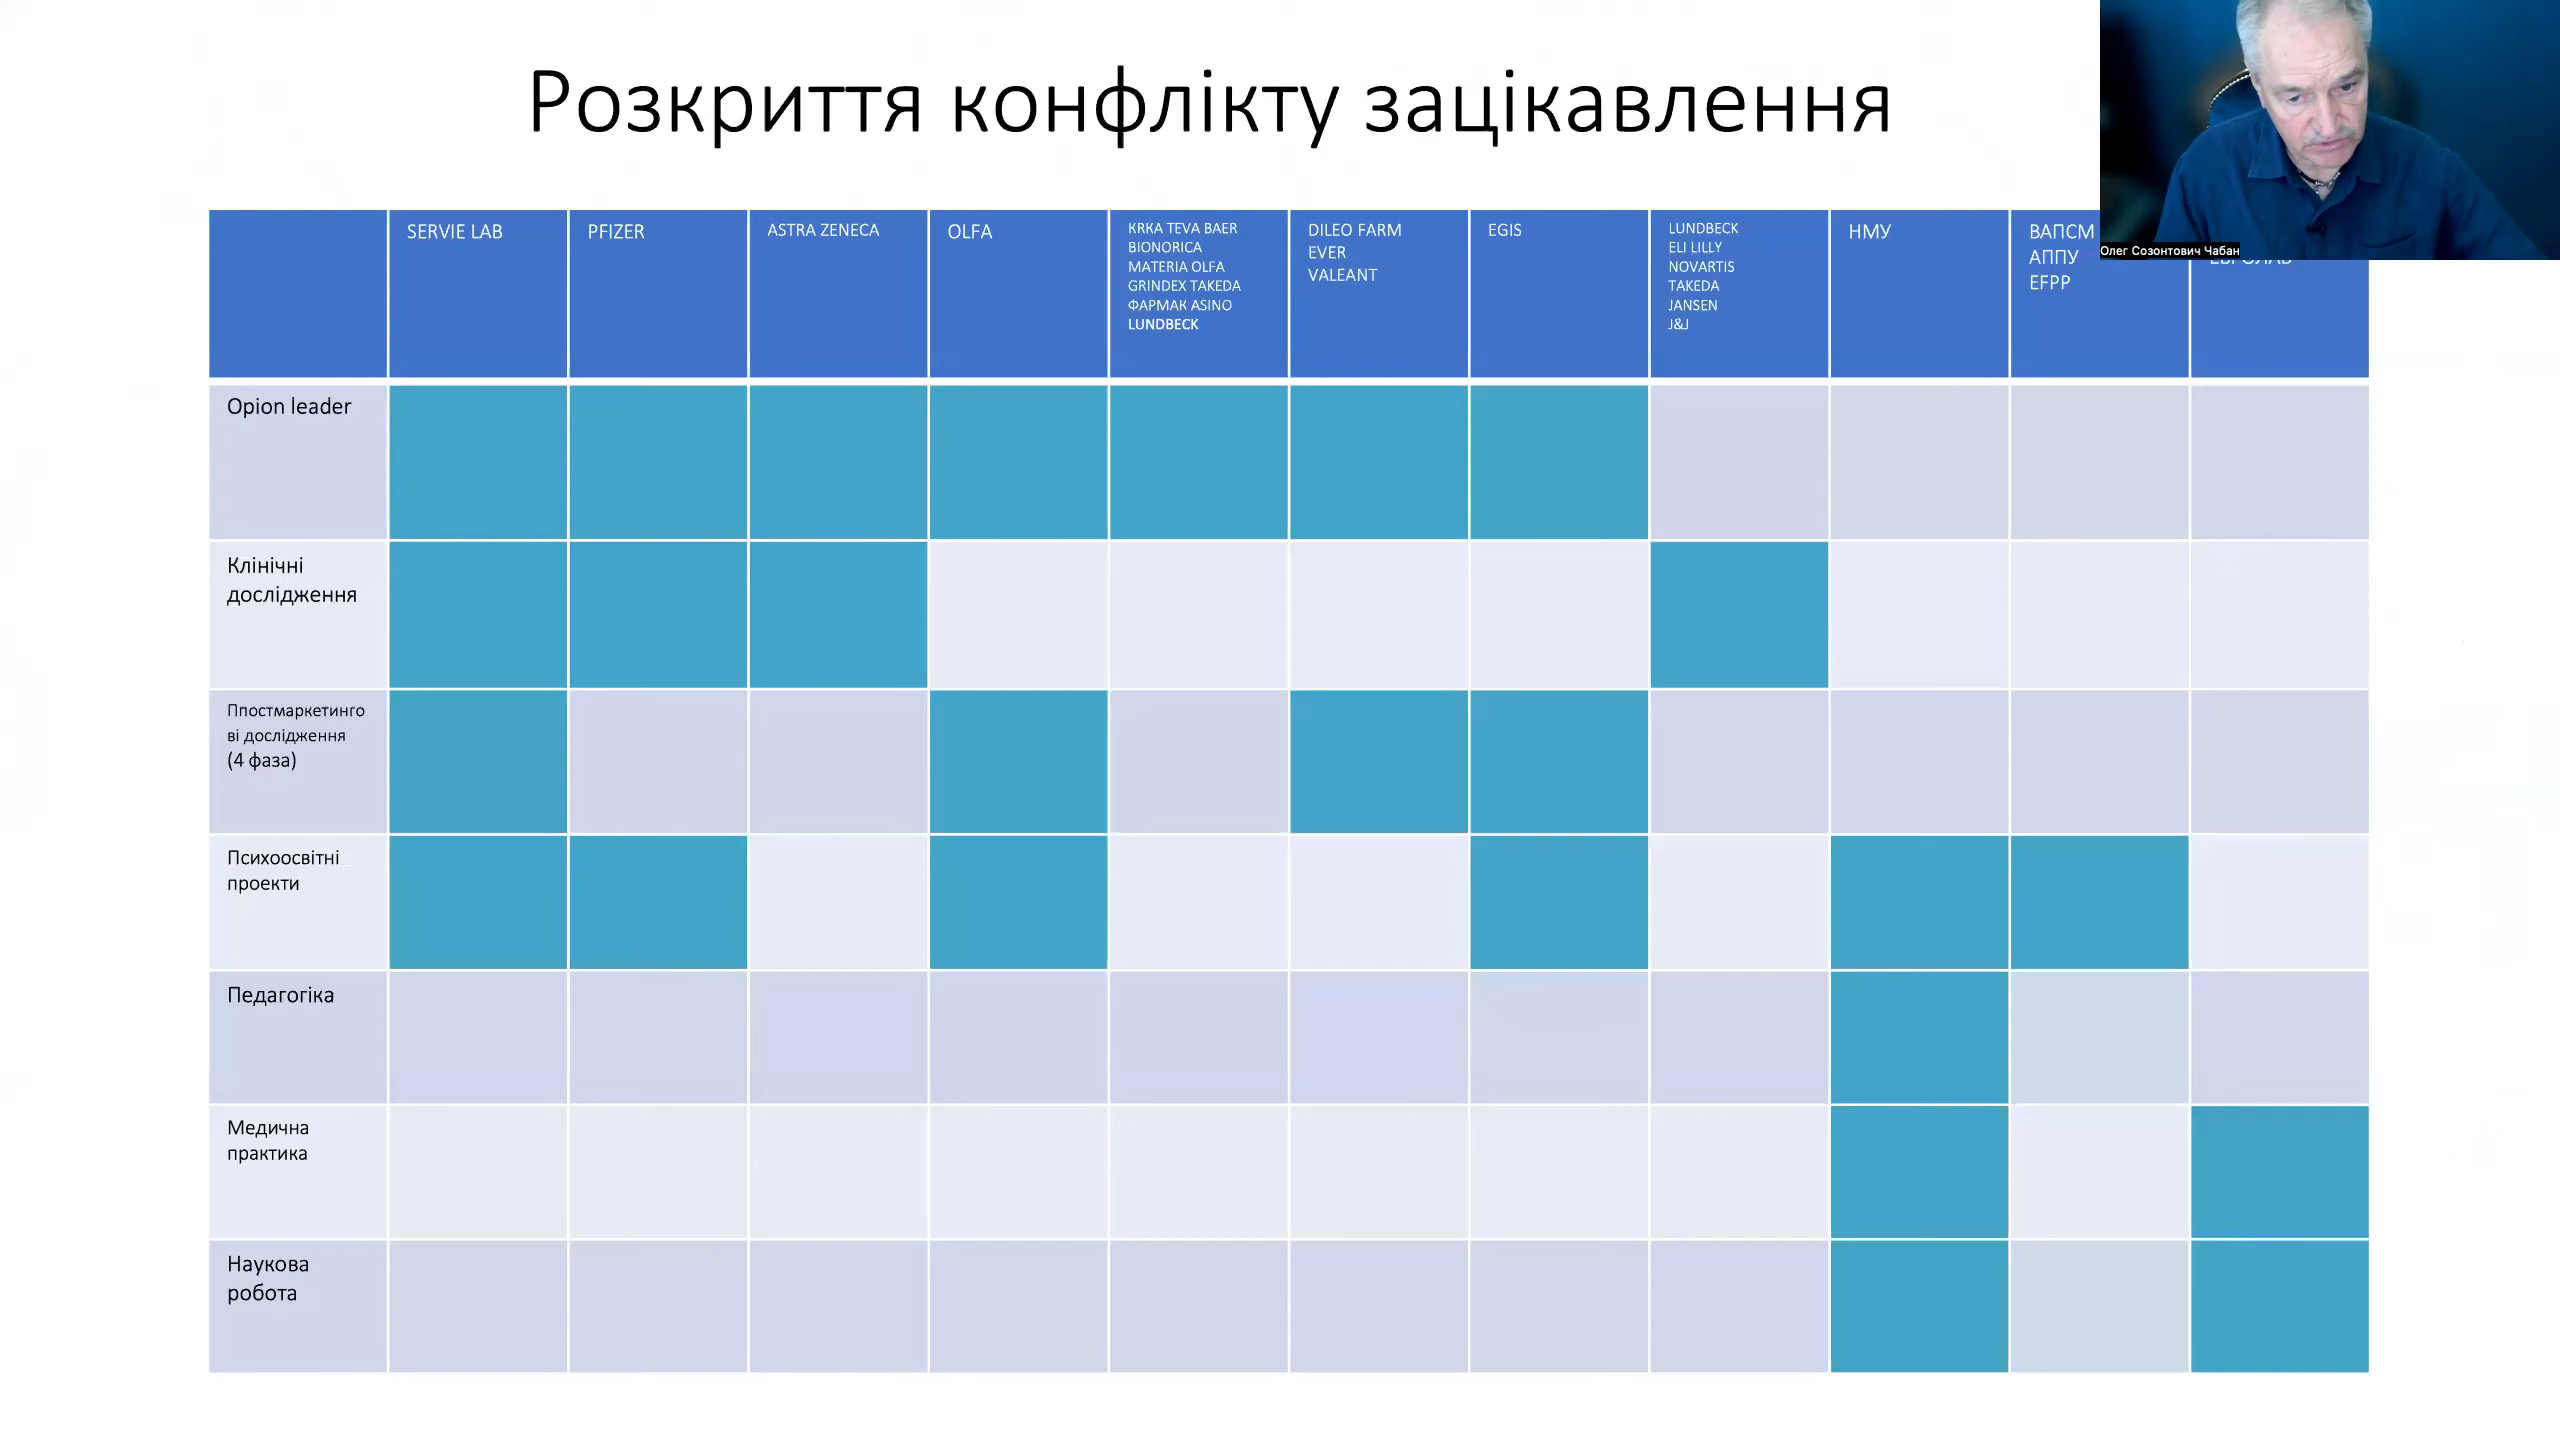 Розкриття конфлікту зацікавлення
SERVIE LAB
PFIZER
ASTRA ZENECA
OLFA
KRKA TEVA BAER
BIONORICA
MATERIA OLFA
GRINDEX TAKEDA
ФАРМАК ASINO
LUNDBECK
DILEO FARM
EVER
VALEANT
EGIS
LUNDBECK
ELI LILLY
NOVARTIS
TAKEDA
JANSEN
J&J
НМУ
ВАПСМ
АППУ
EFPP
Олег Созонтович Чабан
Opion leader
Клінічні
дослідження
Ппостмаркетинго
ві дослідження
(4 фаза)
Психоосвітні
проекти
Педагогіка
Медична
практика
Наукова
робота